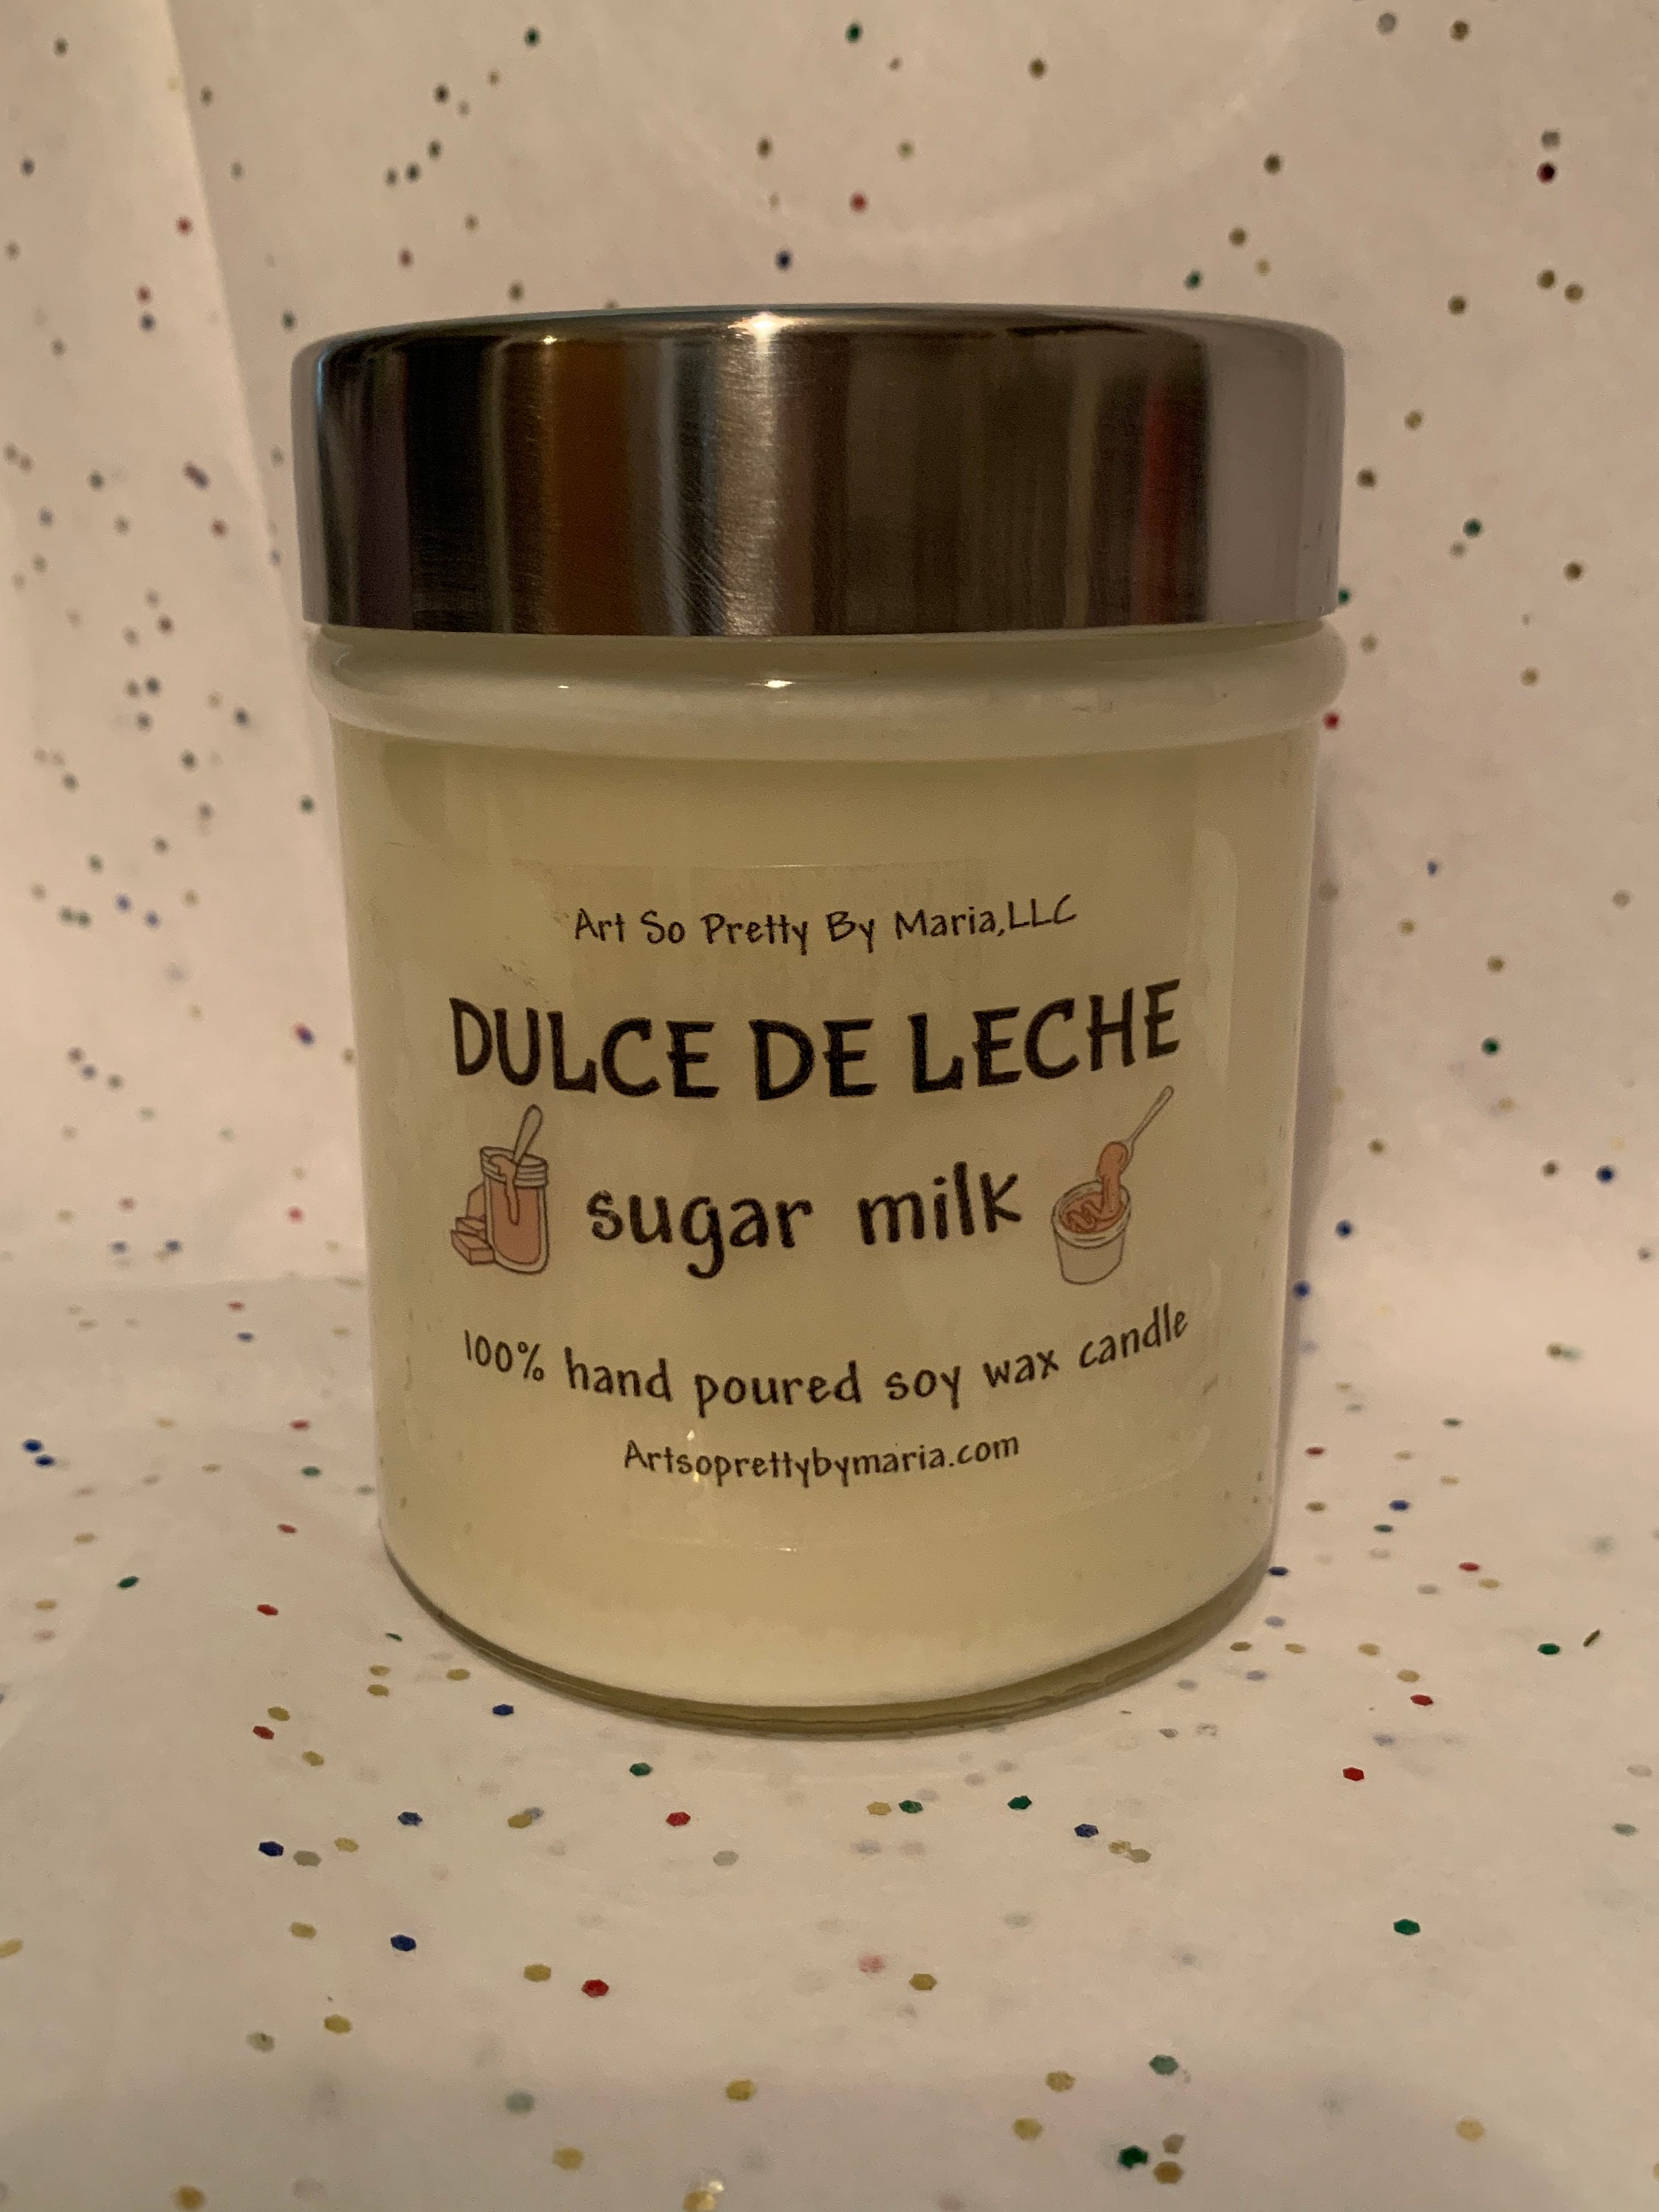 Art So Pretty By Maria,LLC
DULCE DE LECHE
sugar milk
100% hand poured soy wax candle
Artsoprettybymaria.com